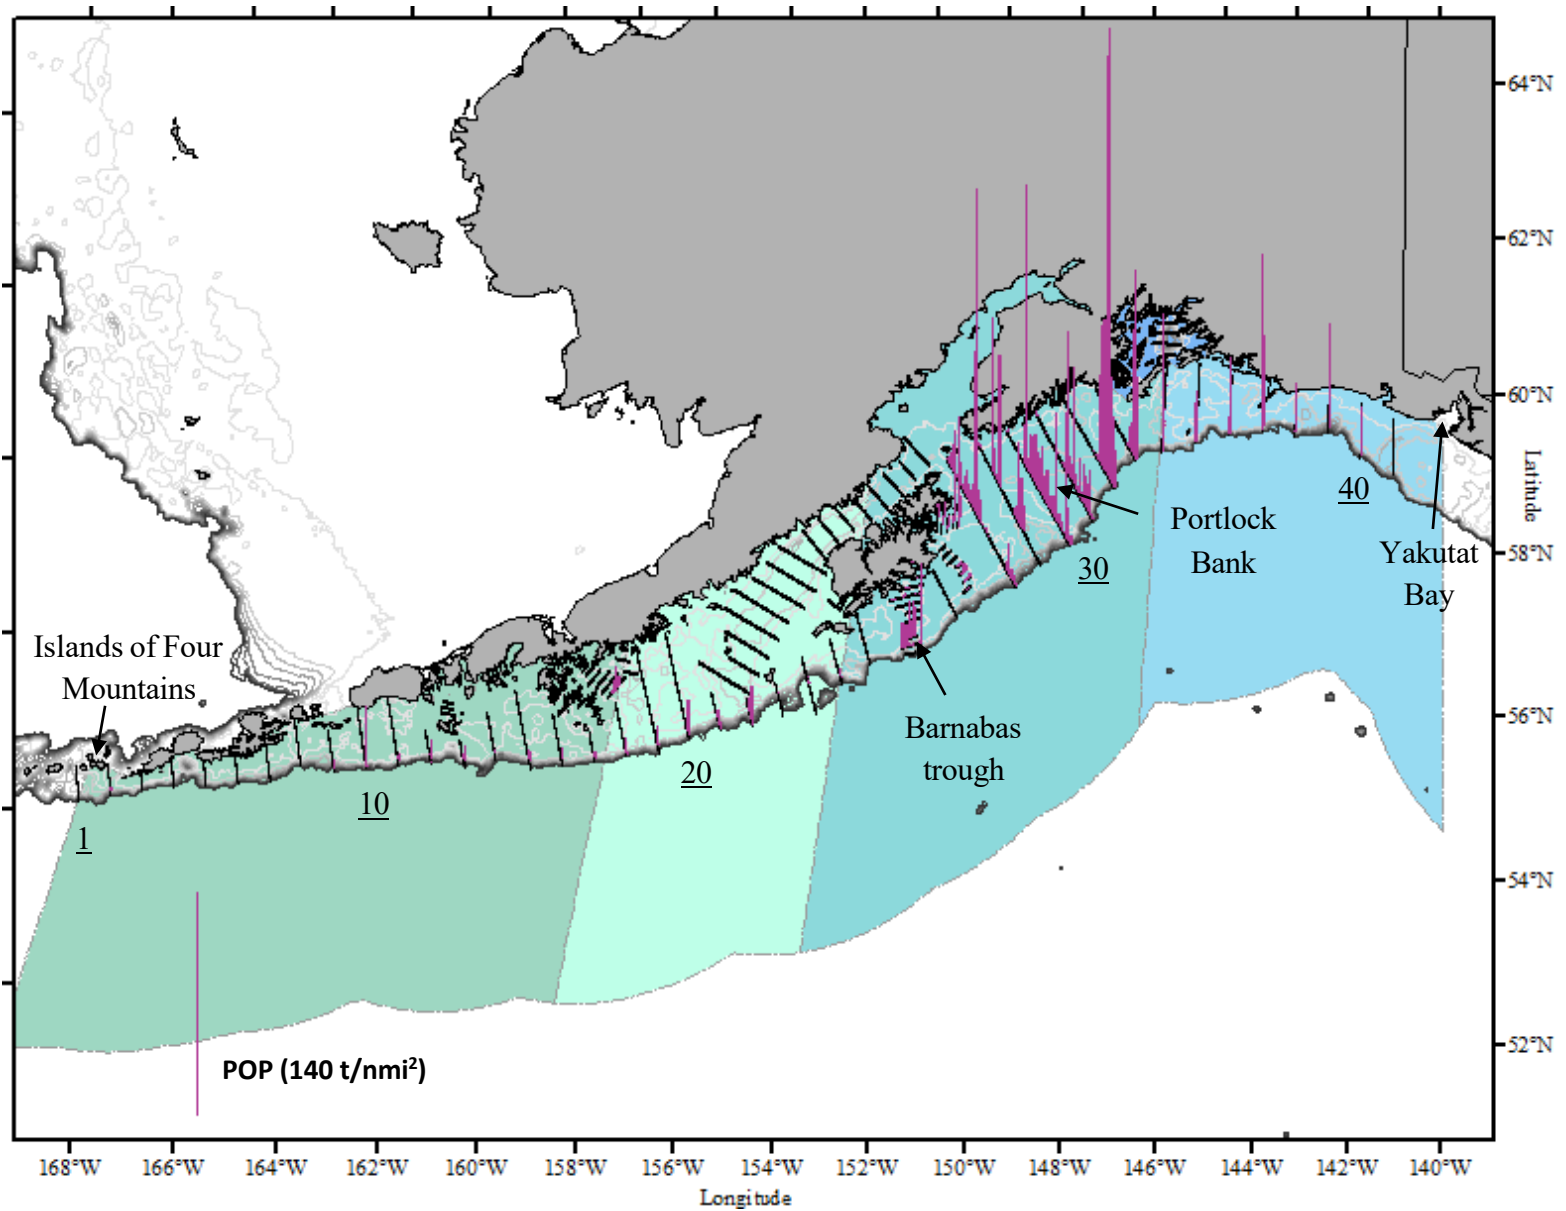 64°N
62°N
60°N
Latitude
58°N
56°N
54°N
52°N
40
Portlock
Bank
Yakutat
Bay
30
Islands of Four
Mountains
Barnabas
trough
20
10
1
POP (140 t/nmi²)
168°W 166°W 164°W 162°W 160°W 158°W 156°W 154°W 152°W 150°W 148°W 146°W 144°W 142°W 140°W
Longitude